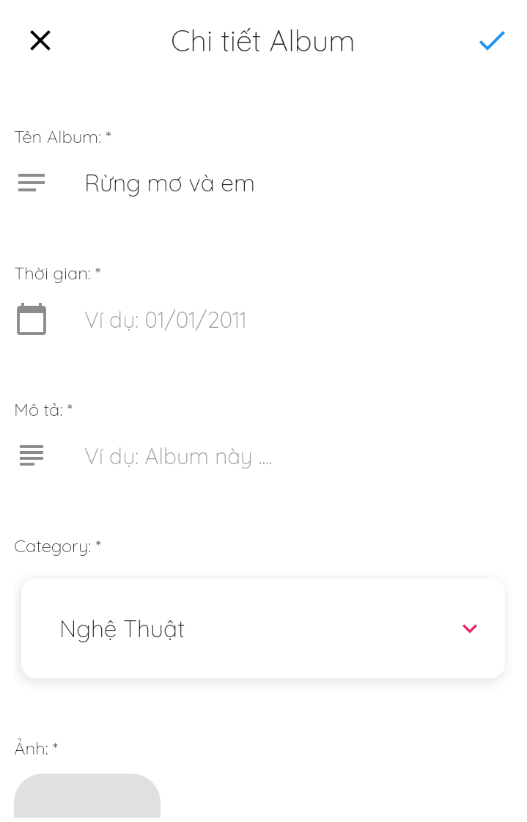 Chi tiết Album
Tên Album: *
Rừng mơ và em
Thời gian: *
Ví dụ: 01/01/2011
Mô tả: *
Ví dụ: Album này ....
Category: *
Nghệ Thuật
Ảnh: *